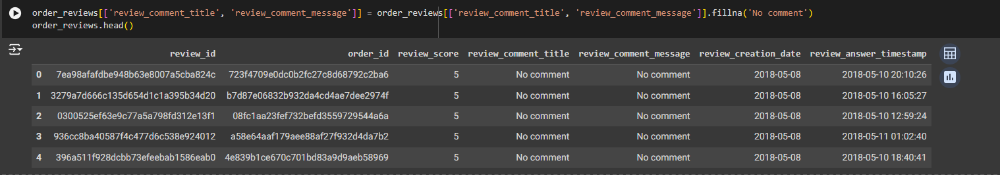 order_reviews[['review_comment_title', 'review_comment_message']] = order_reviews[['review_comment_title', 'review_comment_message']].fillna('No comment')
order_reviews.head()
review_id order_id review_score review_comment_title review_comment_message review_creation_date review_answer_timestamp
0 7ea98afafdbe948b63e8007a5cba824c 723f4709e0dc0b2fc27c8d68792c2ba6 5 No comment No comment 2018-05-08 2018-05-10 20:10:26
1 3279a7d666c135d654d1c1a395b34d20 b7d87e06832b932da4cd4ae7dee2974f 5 No comment No comment 2018-05-08 2018-05-10 16:05:27
2 0300525ef63e9c77a5a798fd312e13f1 08fc1aa23fef732befd3559729544a6a 5 No comment No comment 2018-05-08 2018-05-10 12:59:24
3 936cc8ba40587f4c477d6c538e924012 a58e64aaf179aee88af27f932d4da7b2 5 No comment No comment 2018-05-08 2018-05-11 01:02:40
4 396a511f928dcbb73efeebab1586eab0 4e839b1ce670c701bd83a9d9aeb58969 5 No comment No comment 2018-05-08 2018-05-10 18:40:41